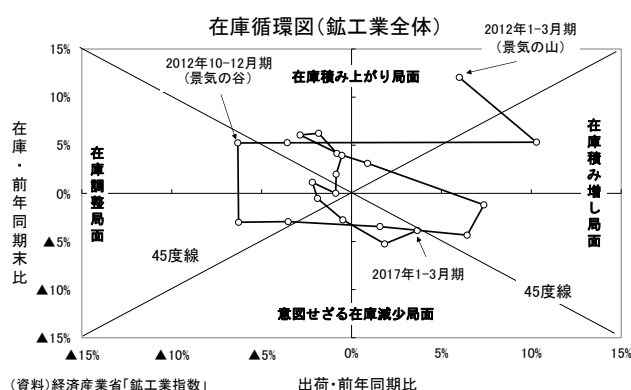 在庫循環図(鉱工業全体)
2012年1-3月期
(景気の山)
2012年10-12月期
(景気の谷)
在庫積み上がり局面
在庫・前年同期末比
在庫調整局面
在庫積み増し局面
15%
10%
5%
0%
▲5%
▲10%
▲15%
45度線
2017年1-3月期
45度線
意図せざる在庫減少局面
▲15%
▲10%
▲5%
0%
5%
10%
15%
(資料)経済産業省「鉱工業指数」
出荷・前年同期比